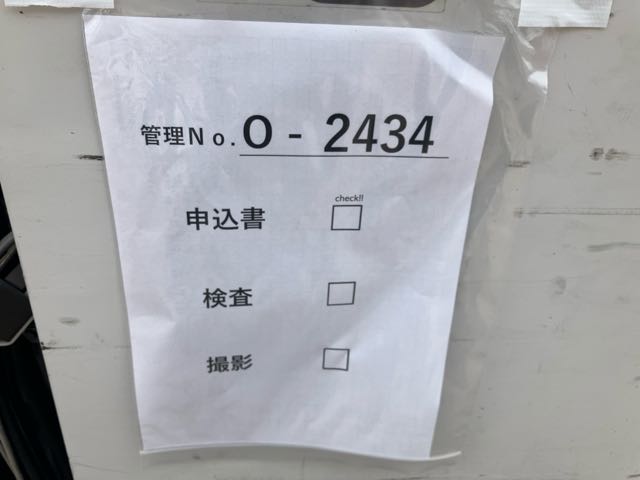 管理No. O - 2434
check!!
申込書 □
検査 □
撮影 □